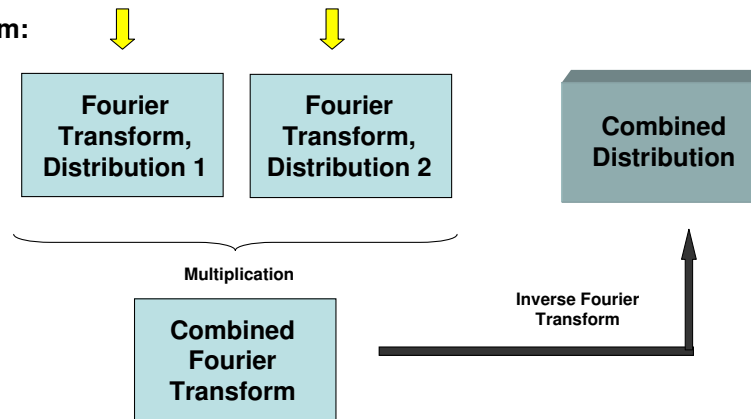 m:
Fourier
Transform,
Distribution 1
Fourier
Transform,
Distribution 2
Combined
Distribution
Multiplication
Inverse Fourier
Transform
Combined
Fourier
Transform